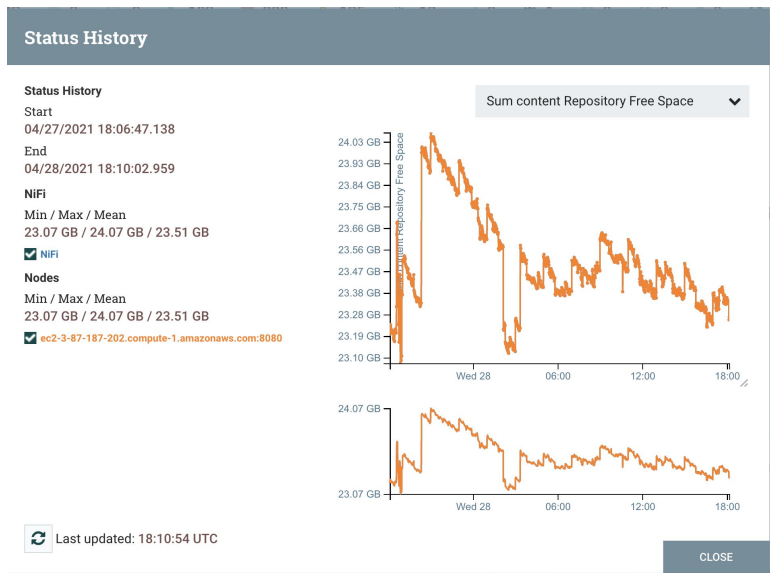 Status History
Status History
Start
04/27/2021 18:06:47.138
End
04/28/2021 18:10:02.959
NiFi
Min / Max / Mean
23.07 GB / 24.07 GB / 23.51 GB
NiFi
Nodes
Min / Max / Mean
23.07 GB / 24.07 GB / 23.51 GB
ec2-3-87-187-202.compute-1.amazonaws.com:8080
Sum content Repository Free Space
24.03 GB
23.93 GB
23.84 GB
23.75 GB
23.66 GB
23.56 GB
23.47 GB
23.38 GB
23.28 GB
23.19 GB
23.10 GB
Repository Free Space
Wed 28 06:00 12:00 18:00
24.07 GB
23.07 GB
Wed 28 06:00 12:00 18:00
Last updated: 18:10:54 UTC
CLOSE